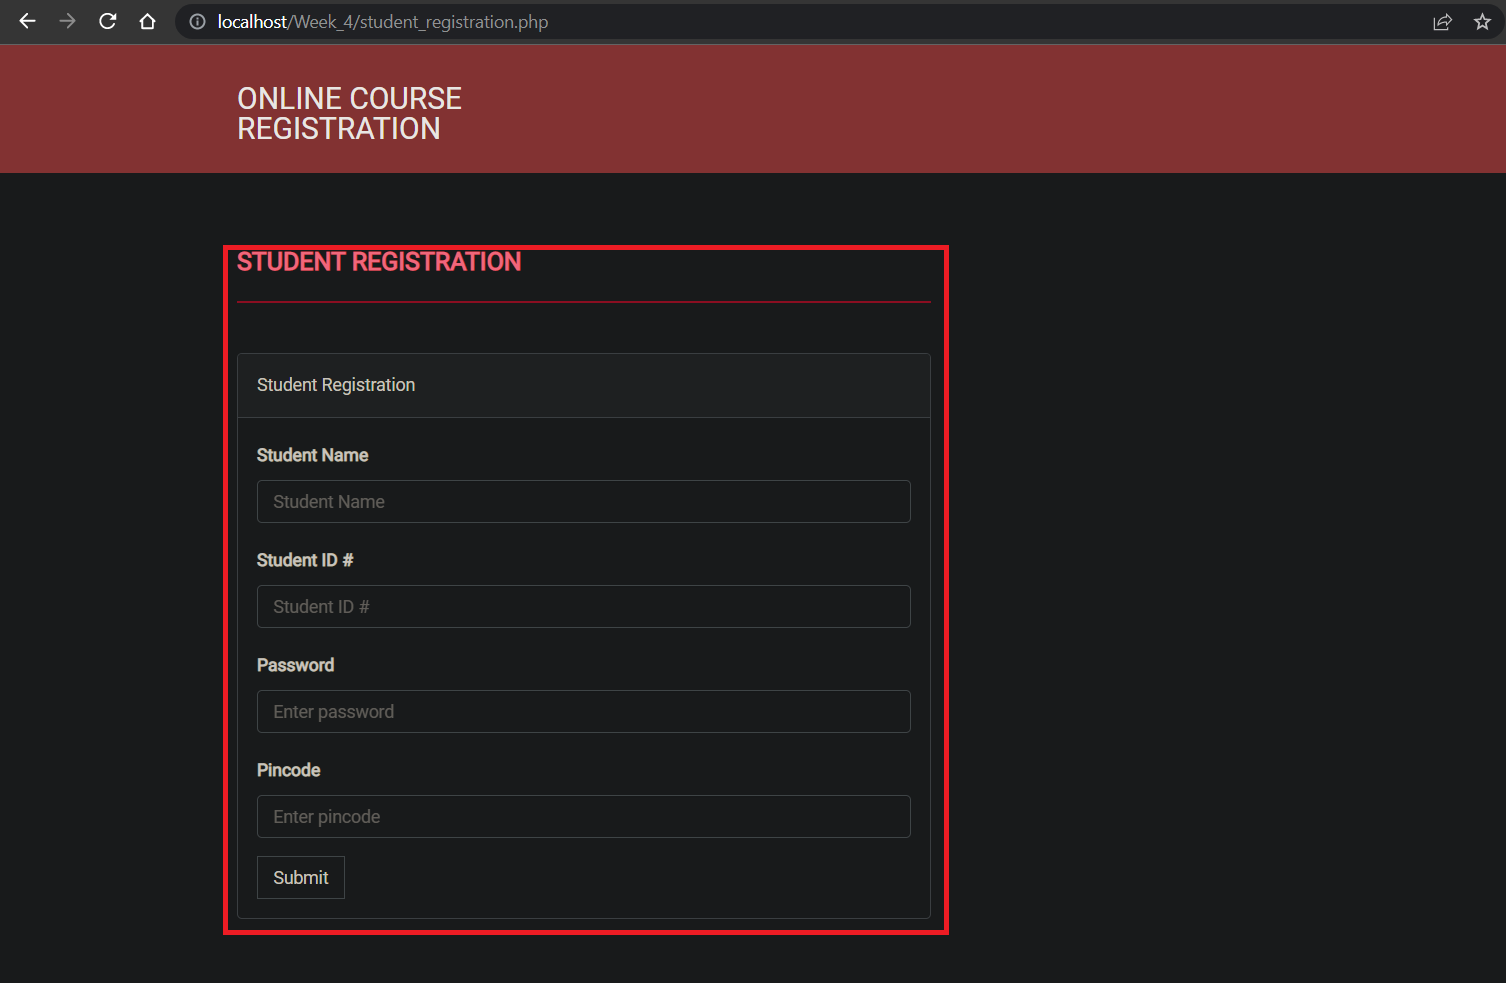 localhost/Week_4/student_registration.php
ONLINE COURSE
REGISTRATION
STUDENT REGISTRATION
Student Registration
Student Name
Student Name
Student ID #
Student ID #
Password
Enter password
Pincode
Enter pincode
Submit